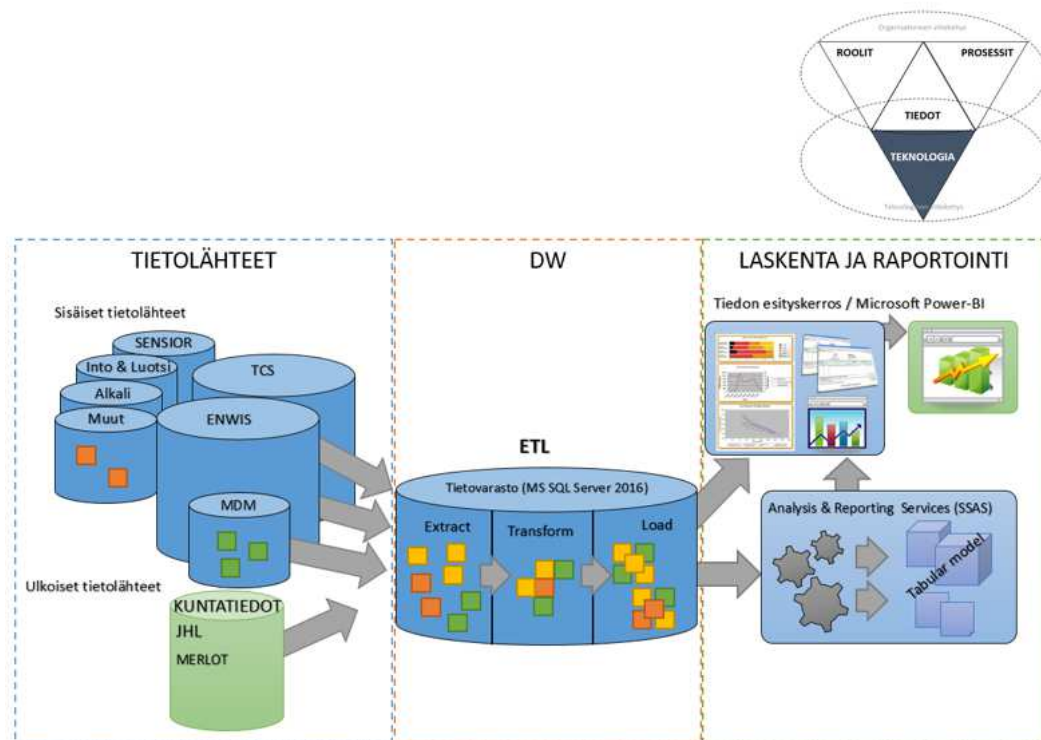 Organisatorinen viitekehys
ROOLIT
PROSESSIT
TIEDOT
TEKNOLOGIA
TIETOLÄHTEET
DW
LASKENTA JA RAPORTOINTI
Sisäiset tietolähteet
Tiedon esityskerros / Microsoft Power-BI
SENSIOR
Into & Luotsi
TCS
Alkali
Muut
ENWIS
ETL
Tietovarasto (MS SQL Server 2016)
MDM
Extract
Transform
Load
Analysis & Reporting Services (SSAS)
Tabular model
Ulkoiset tietolähteet
KUNTATIEDOT
JHL
MERLOT